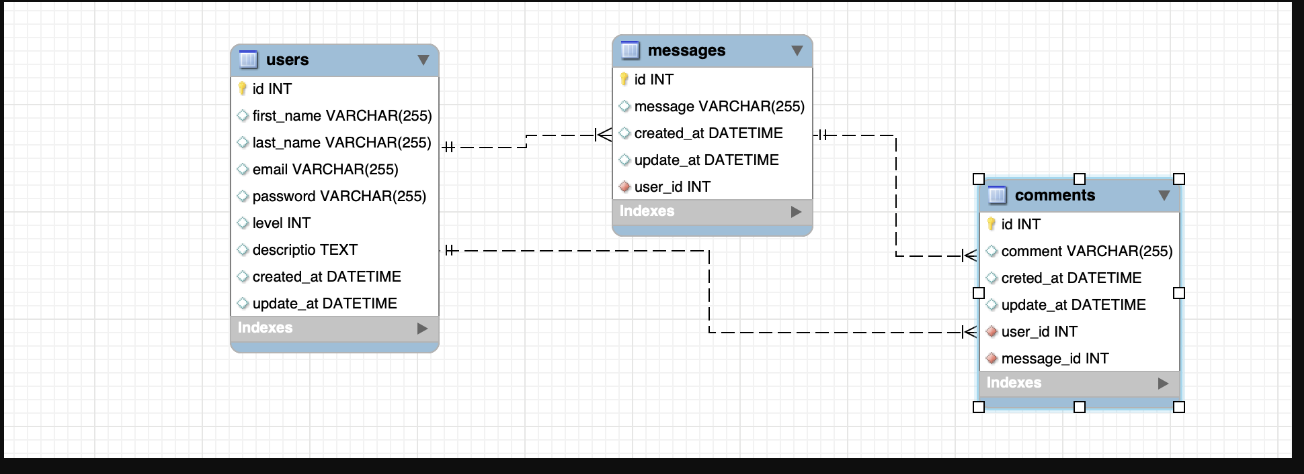 users
id INT
first_name VARCHAR(255)
last_name VARCHAR(255)
email VARCHAR(255)
password VARCHAR(255)
level INT
descriptio TEXT
created_at DATETIME
update_at DATETIME
Indexes
messages
id INT
message VARCHAR(255)
created_at DATETIME
update_at DATETIME
user_id INT
Indexes
comments
id INT
comment VARCHAR(255)
creted_at DATETIME
update_at DATETIME
user_id INT
message_id INT
Indexes